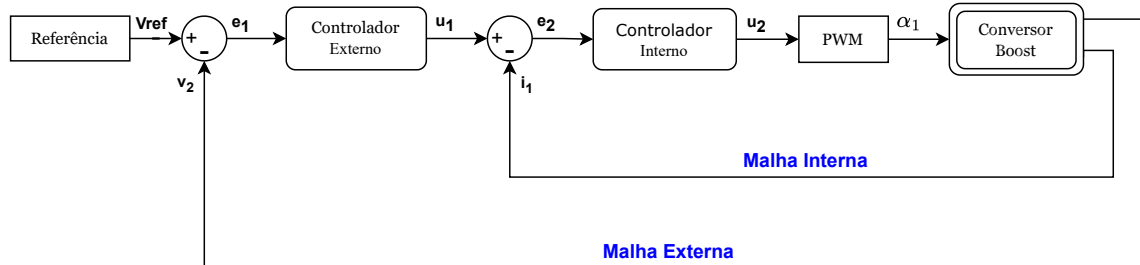 Referência
Vref
+
-
v2
e1
Controlador
Externo
u1
+
-
i1
e2
Controlador
Interno
u2
PWM
α1
Conversor
Boost
Malha Interna
Malha Externa